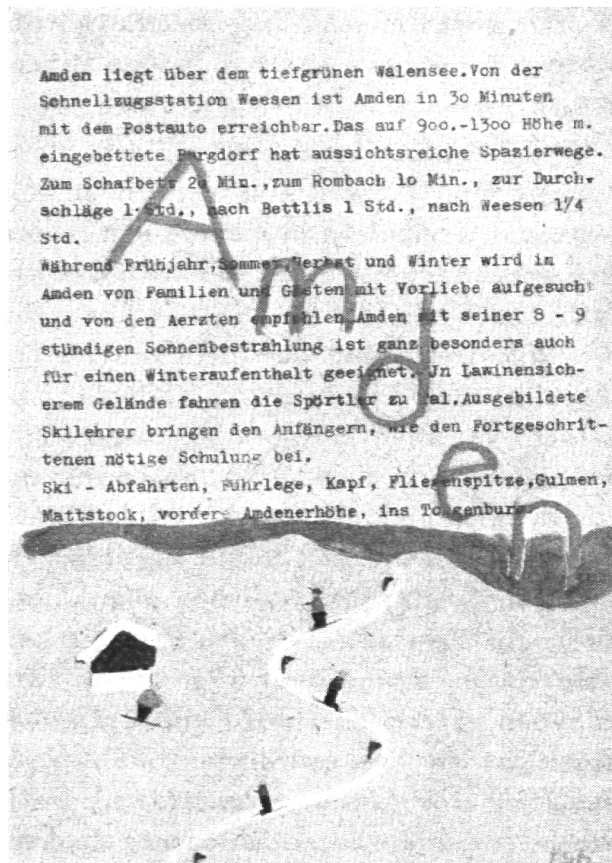 Amden liegt über dem tiefgrünen Walensee.Von der
Schnellzugsstation Weesen ist Amden in 30 Minuten
mit dem Postauto erreichbar.Das auf 900.-1300 Höhe m.
eingebettete Bergdorf hat aussichtsreiche Spazierwege.
Zum Schafbett 20 Min.,zum Rombach 10 Min., zur Durch-
schläge 1 Std., nach Bettlis 1 Std., nach Weesen 1¼
Std.
Während Frühjahr,Sommer,Herbst und Winter wird in
Amden von Familien und Gästen mit Vorliebe aufgesucht
und von den Aerzten empfohlen.Amden mit seiner 8 - 9
stündigen Sonnenbestrahlung ist ganz besonders auch
für einen Winteraufenthalt geeignet. Jn Lawinensich-
erem Gelände fahren die Sportler zu Tal.Ausgebildete
Skilehrer bringen den Anfängern, wie den Fortgeschrit-
tenen nötige Schulung bei.
Ski - Abfahrten, Fuhrlege, Kapf, Fliegenspitze,Gulmen,
Mattstock, vordere Amdenerhöhe, ins Toggenburg.
Amden